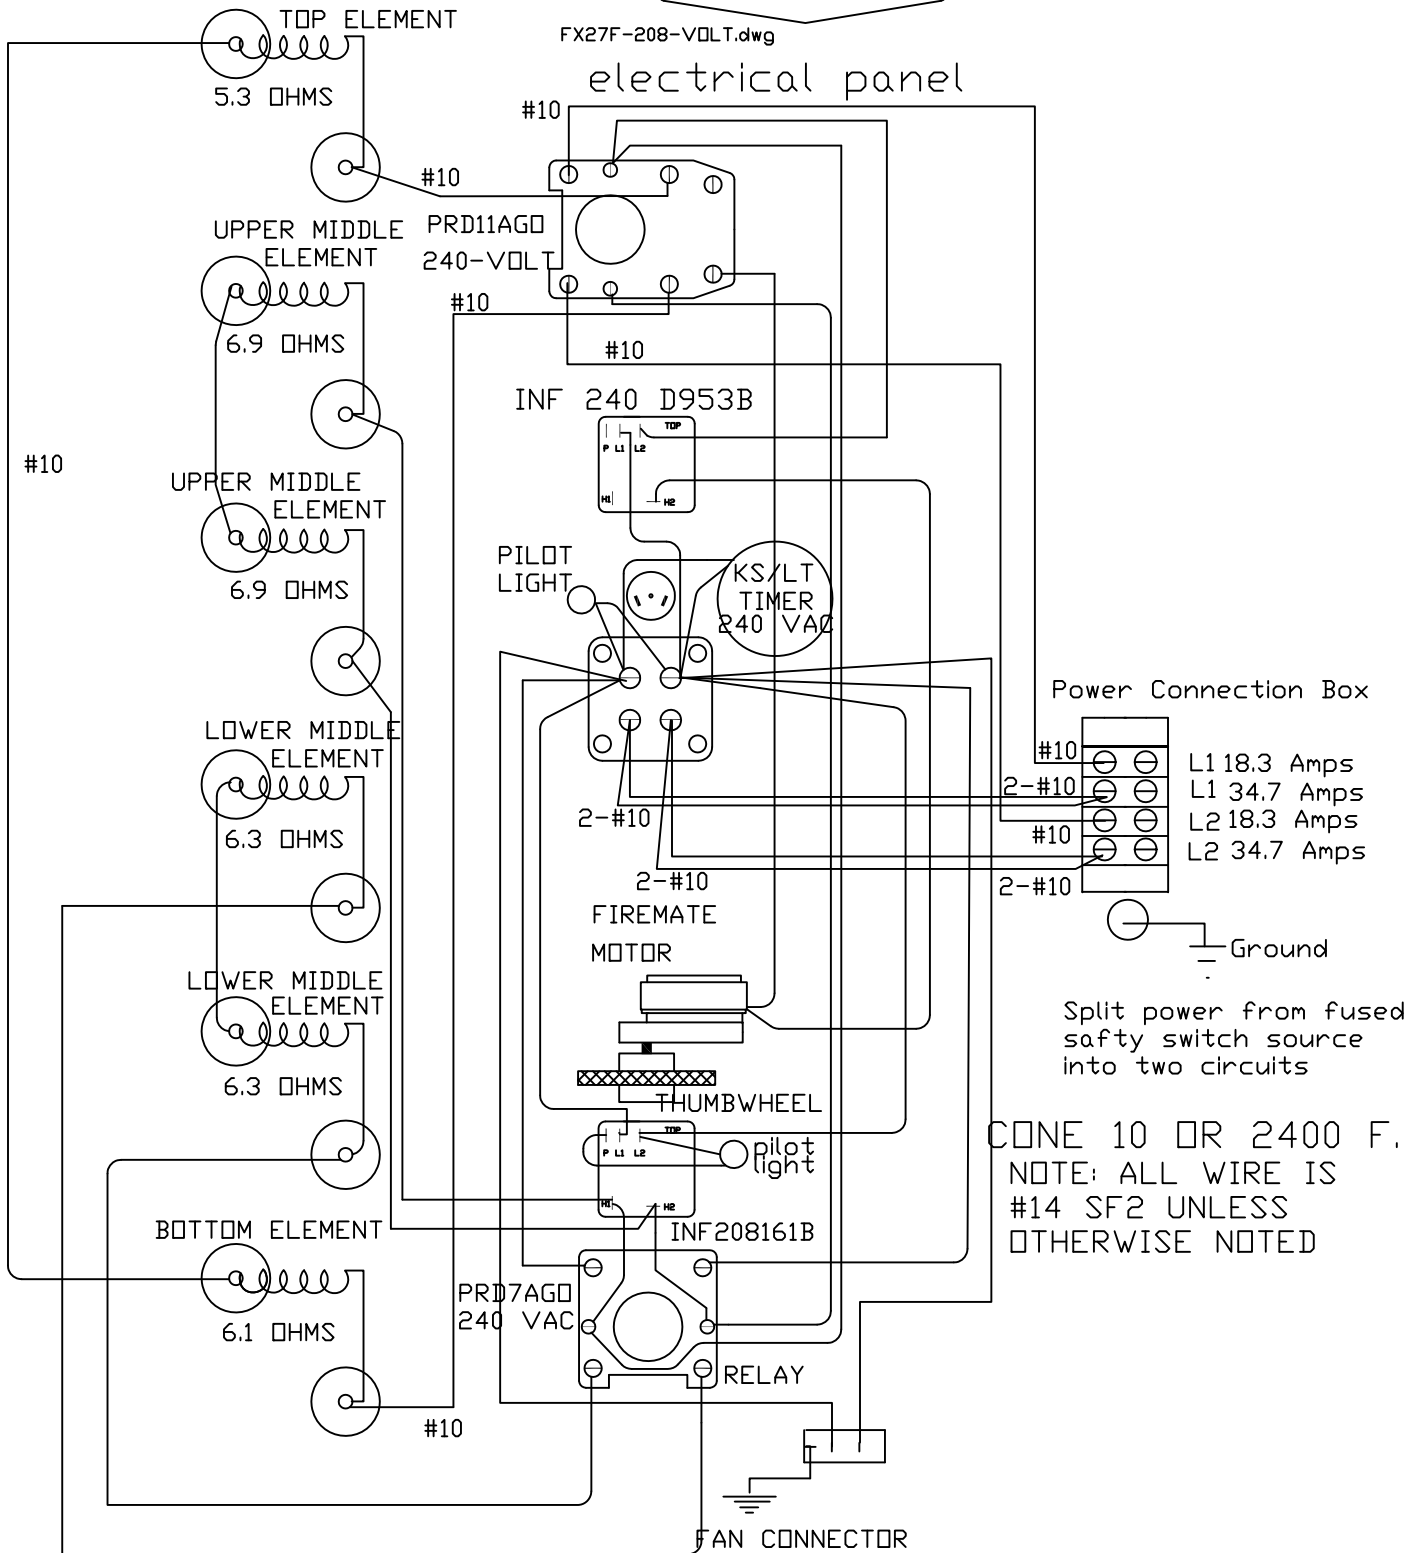 TOP ELEMENT
FX27F-208-VOLT.dwg
electrical panel
5.3 OHMS
#10
#10
UPPER MIDDLE
ELEMENT
PRD11AGO
240-VOLT
#10
6.9 OHMS
#10
INF 240 D953B
TOP
P L1 L2
#10
UPPER MIDDLE
ELEMENT
H1
H2
PILOT
LIGHT
KS/LT
TIMER
240 VAC
6.9 OHMS
Power Connection Box
LOWER MIDDLE
ELEMENT
#10
L1 18.3 Amps
2-#10
L1 34.7 Amps
2-#10
L2 18.3 Amps
#10
6.3 OHMS
L2 34.7 Amps
2-#10
2-#10
FIREMATE
MOTOR
Ground
LOWER MIDDLE
ELEMENT
Split power from fused
safty switch source
into two circuits
6.3 OHMS
THUMBWHEEL
TOP
P L1 L2
pilot
light
CONE 10 OR 2400 F.
NOTE: ALL WIRE IS
#14 SF2 UNLESS
OTHERWISE NOTED
H1
H2
BOTTOM ELEMENT
INF208161B
PRD7AGO
240 VAC
6.1 OHMS
RELAY
#10
FAN CONNECTOR